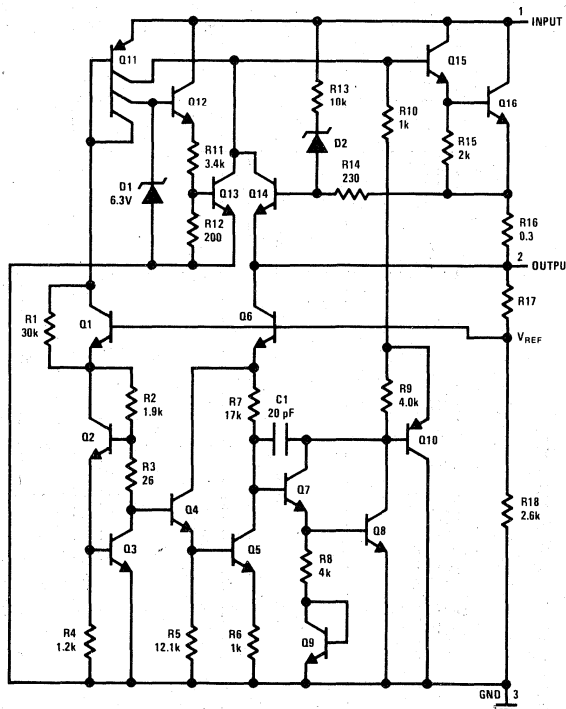 1
INPUT
Q11
Q15
Q12
R13
10k
Q16
R10
1k
R11
3.4k
D2
R15
2k
D1
6.3V
Q13
Q14
R14
230
R12
200
R16
0.3
2
OUTPU
R1
30k
Q1
Q6
R17
VREF
R2
1.9k
R7
17k
C1
20 pF
R9
4.0k
Q10
Q2
R3
26
Q4
Q7
R18
2.6k
Q3
Q5
Q8
R8
4k
R4
1.2k
R5
12.1k
R6
1k
Q9
GND 3